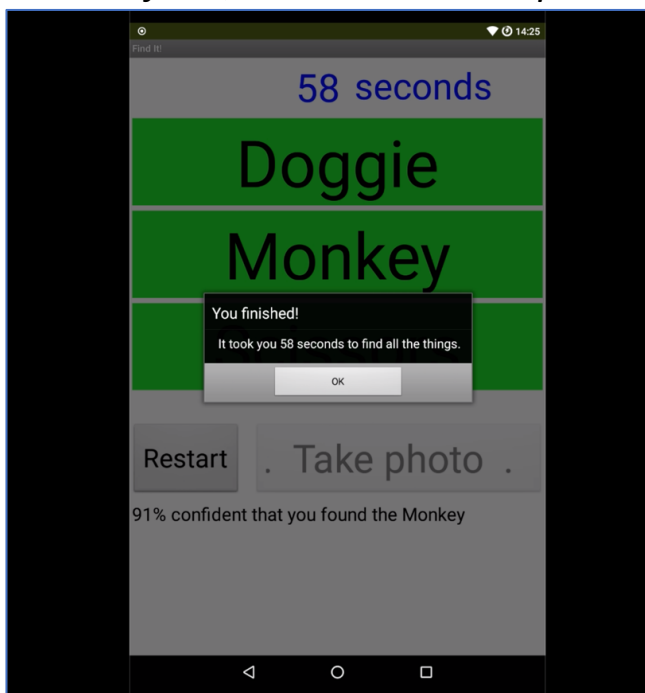 14:25
Find It!
58 seconds
Doggie
Monkey
You finished!
It took you 58 seconds to find all the things.
OK
Restart
. Take photo .
91% confident that you found the Monkey